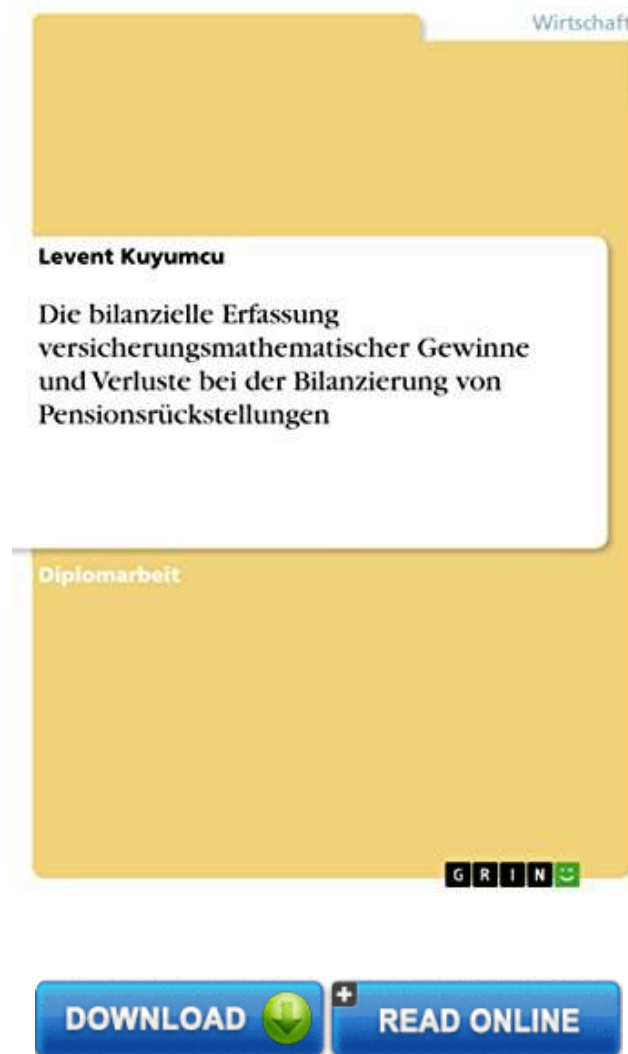 Wirtschaft
Levent Kuyumcu
Die bilanzielle Erfassung
versicherungsmathematischer Gewinne
und Verluste bei der Bilanzierung von
Pensionsrückstellungen
Diplomarbeit
GRIN
DOWNLOAD
READ ONLINE